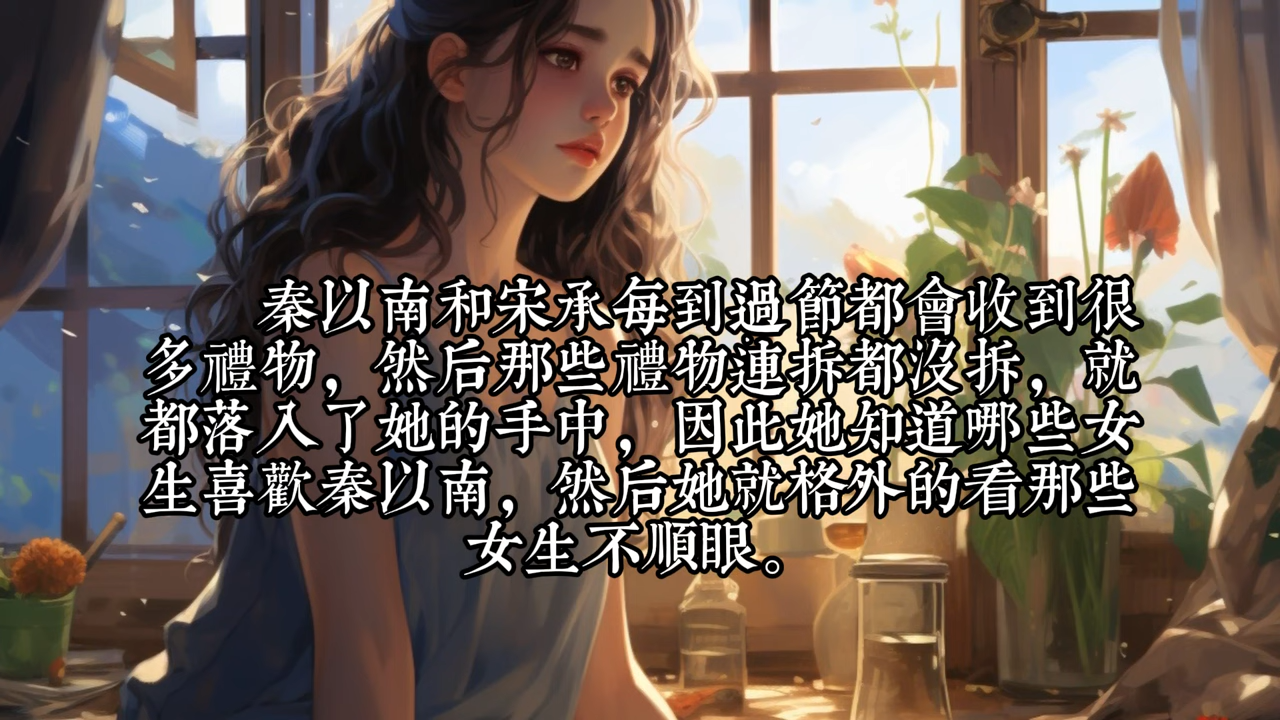 秦以南和宋承每到過節都會收到很
多禮物，然后那些禮物連拆都沒拆，就
都落入了她的手中，因此她知道哪些女
生喜歡秦以南，然后她就格外的看那些
女生不順眼。